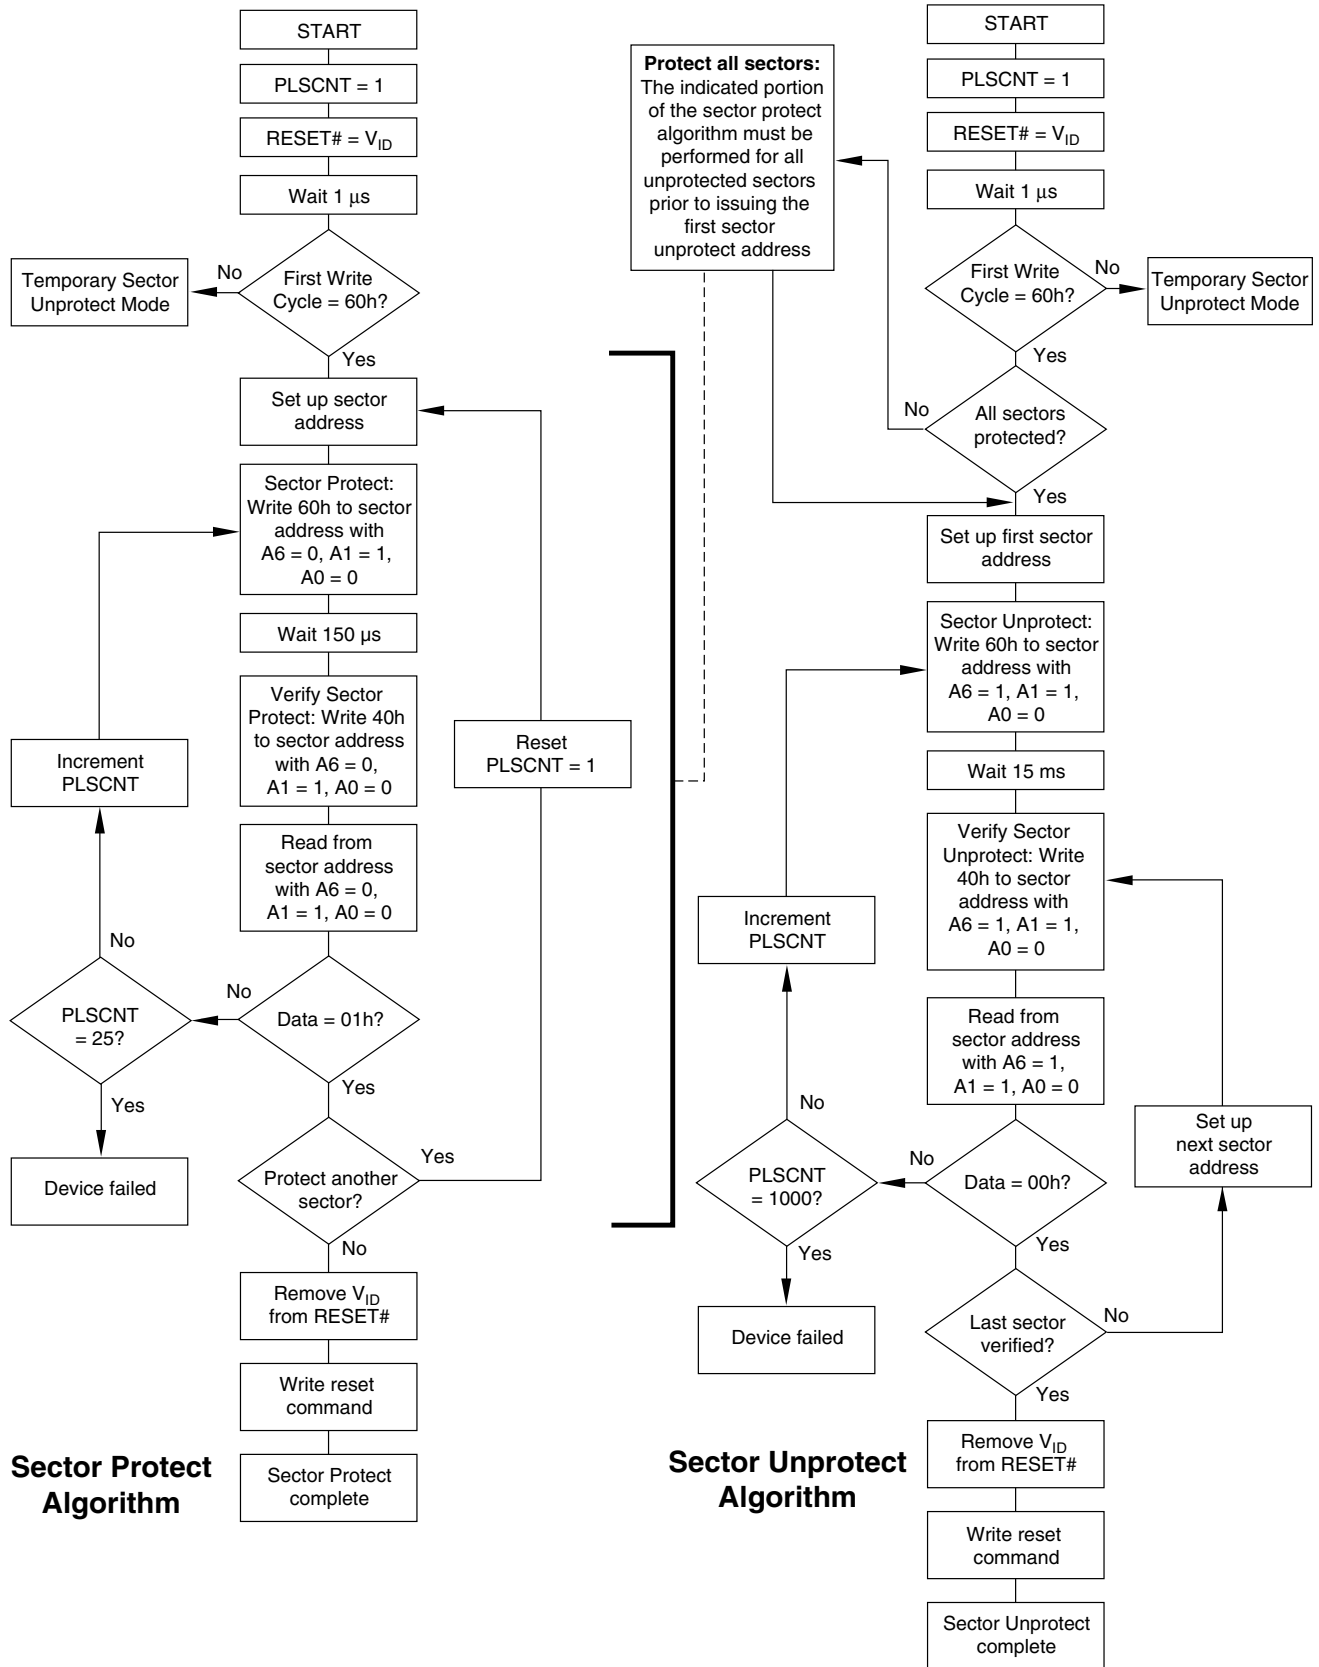 START
PLSCNT = 1
RESET# = VID
Wait 1 μs
First Write
Cycle = 60h?
No
Temporary Sector
Unprotect Mode
Yes
Set up sector
address
Sector Protect:
Write 60h to sector
address with
A6 = 0, A1 = 1,
A0 = 0
Wait 150 µs
Verify Sector
Protect: Write 40h
to sector address
with A6 = 0,
A1 = 1, A0 = 0
Reset
PLSCNT = 1
Increment
PLSCNT
Read from
sector address
with A6 = 0,
A1 = 1, A0 = 0
No
No
PLSCNT
= 25?
Data = 01h?
Yes
Yes
Device failed
Protect another
sector?
Yes
No
Remove VID
from RESET#
Write reset
command
Sector Protect
complete
Sector Protect
Algorithm
Protect all sectors:
The indicated portion
of the sector protect
algorithm must be
performed for all
unprotected sectors
prior to issuing the
first sector
unprotect address
START
PLSCNT = 1
RESET# = VID
Wait 1 μs
First Write
Cycle = 60h?
No
Temporary Sector
Unprotect Mode
Yes
No
All sectors
protected?
Yes
Set up first sector
address
Sector Unprotect:
Write 60h to sector
address with
A6 = 1, A1 = 1,
A0 = 0
Wait 15 ms
Verify Sector
Unprotect: Write
40h to sector
address with
A6 = 1, A1 = 1,
A0 = 0
Increment
PLSCNT
Read from
sector address
with A6 = 1,
A1 = 1, A0 = 0
No
Set up
next sector
address
No
PLSCNT
= 1000?
Data = 00h?
Yes
Yes
Device failed
Last sector
verified?
No
Yes
Remove VID
from RESET#
Write reset
command
Sector Unprotect
complete
Sector Unprotect
Algorithm